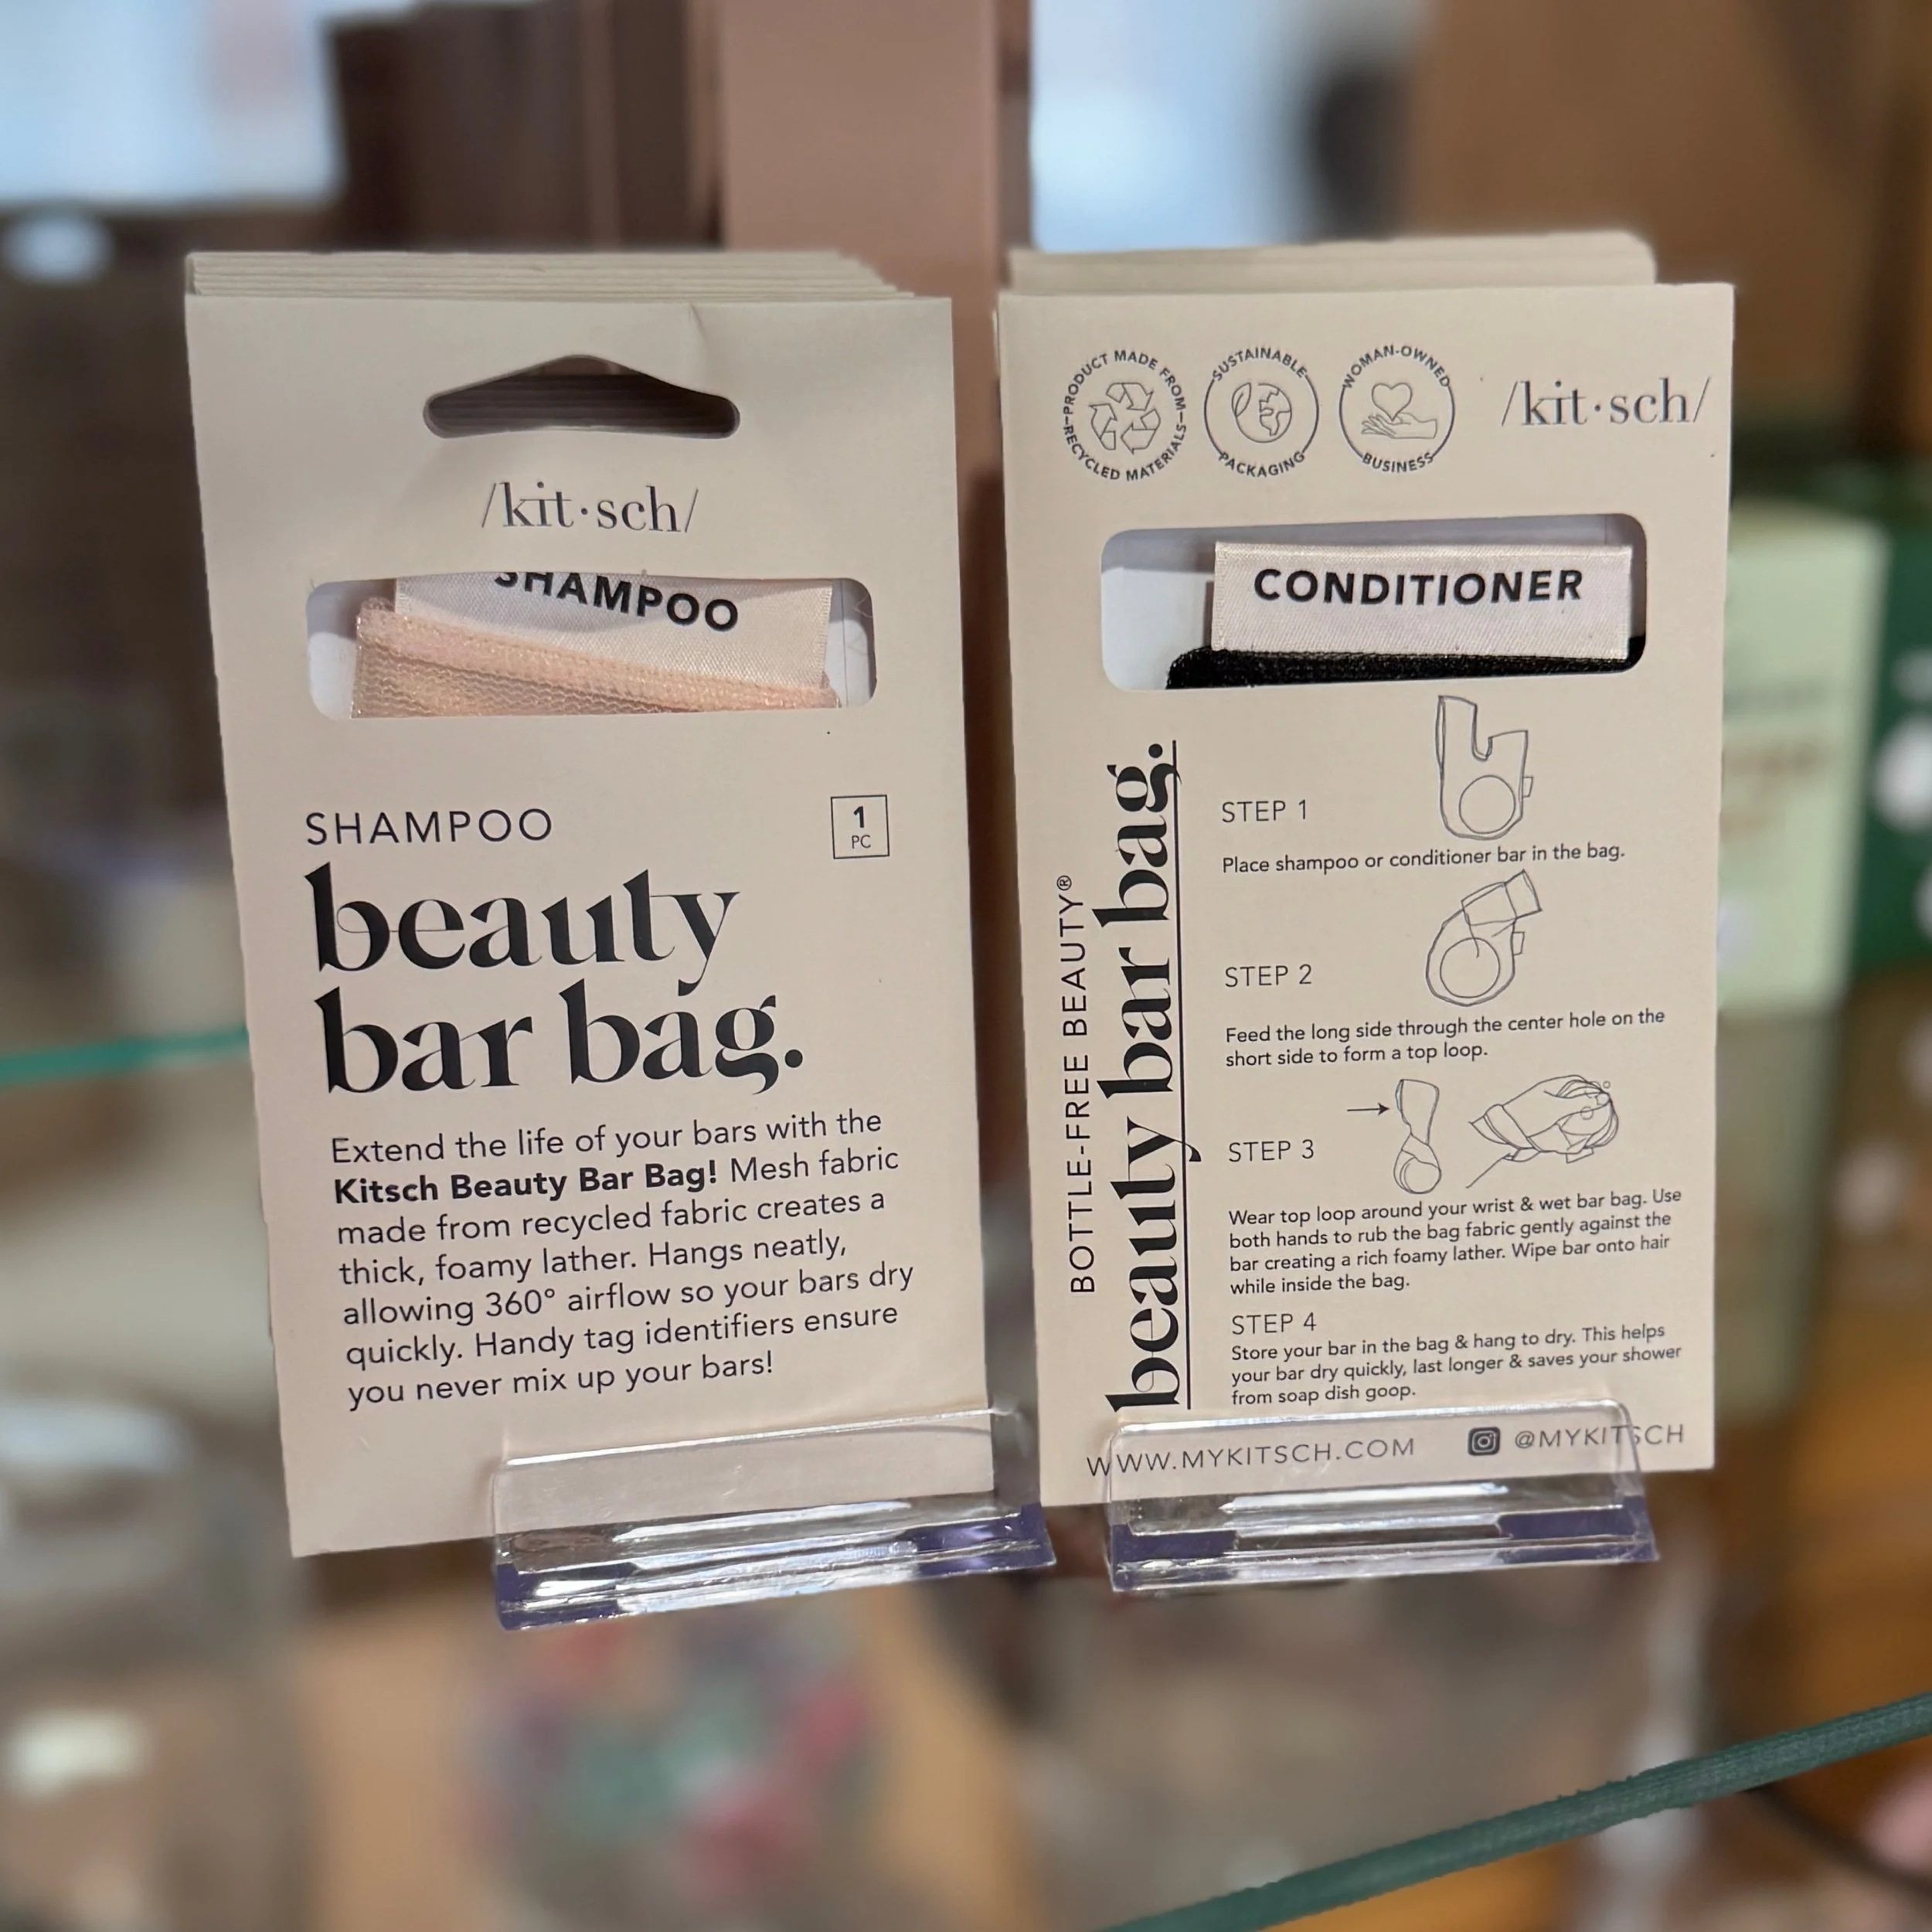 /kit·sch/
SHAMPOO
SHAMPOO
1
PC
beauty
bar bag.
Extend the life of your bars with the
Kitsch Beauty Bar Bag! Mesh fabric
made from recycled fabric creates a
thick, foamy lather. Hangs neatly,
allowing 360° airflow so your bars dry
quickly. Handy tag identifiers ensure
you never mix up your bars!
PRODUCT MADE FROM
RECYCLED MATERIALS
SUSTAINABLE
PACKAGING
WOMAN-OWNED
BUSINESS
/kit·sch/
CONDITIONER
BOTTLE-FREE BEAUTY®
beauty bar bag.
STEP 1
Place shampoo or conditioner bar in the bag.
STEP 2
Feed the long side through the center hole on the
short side to form a top loop.
STEP 3
Wear top loop around your wrist & wet bar bag. Use
both hands to rub the bag fabric gently against the
bar creating a rich foamy lather. Wipe bar onto hair
while inside the bag.
STEP 4
Store your bar in the bag & hang to dry. This helps
your bar dry quickly, last longer & saves your shower
from soap dish goop.
WWW.MYKITSCH.COM
@MYKITSCH